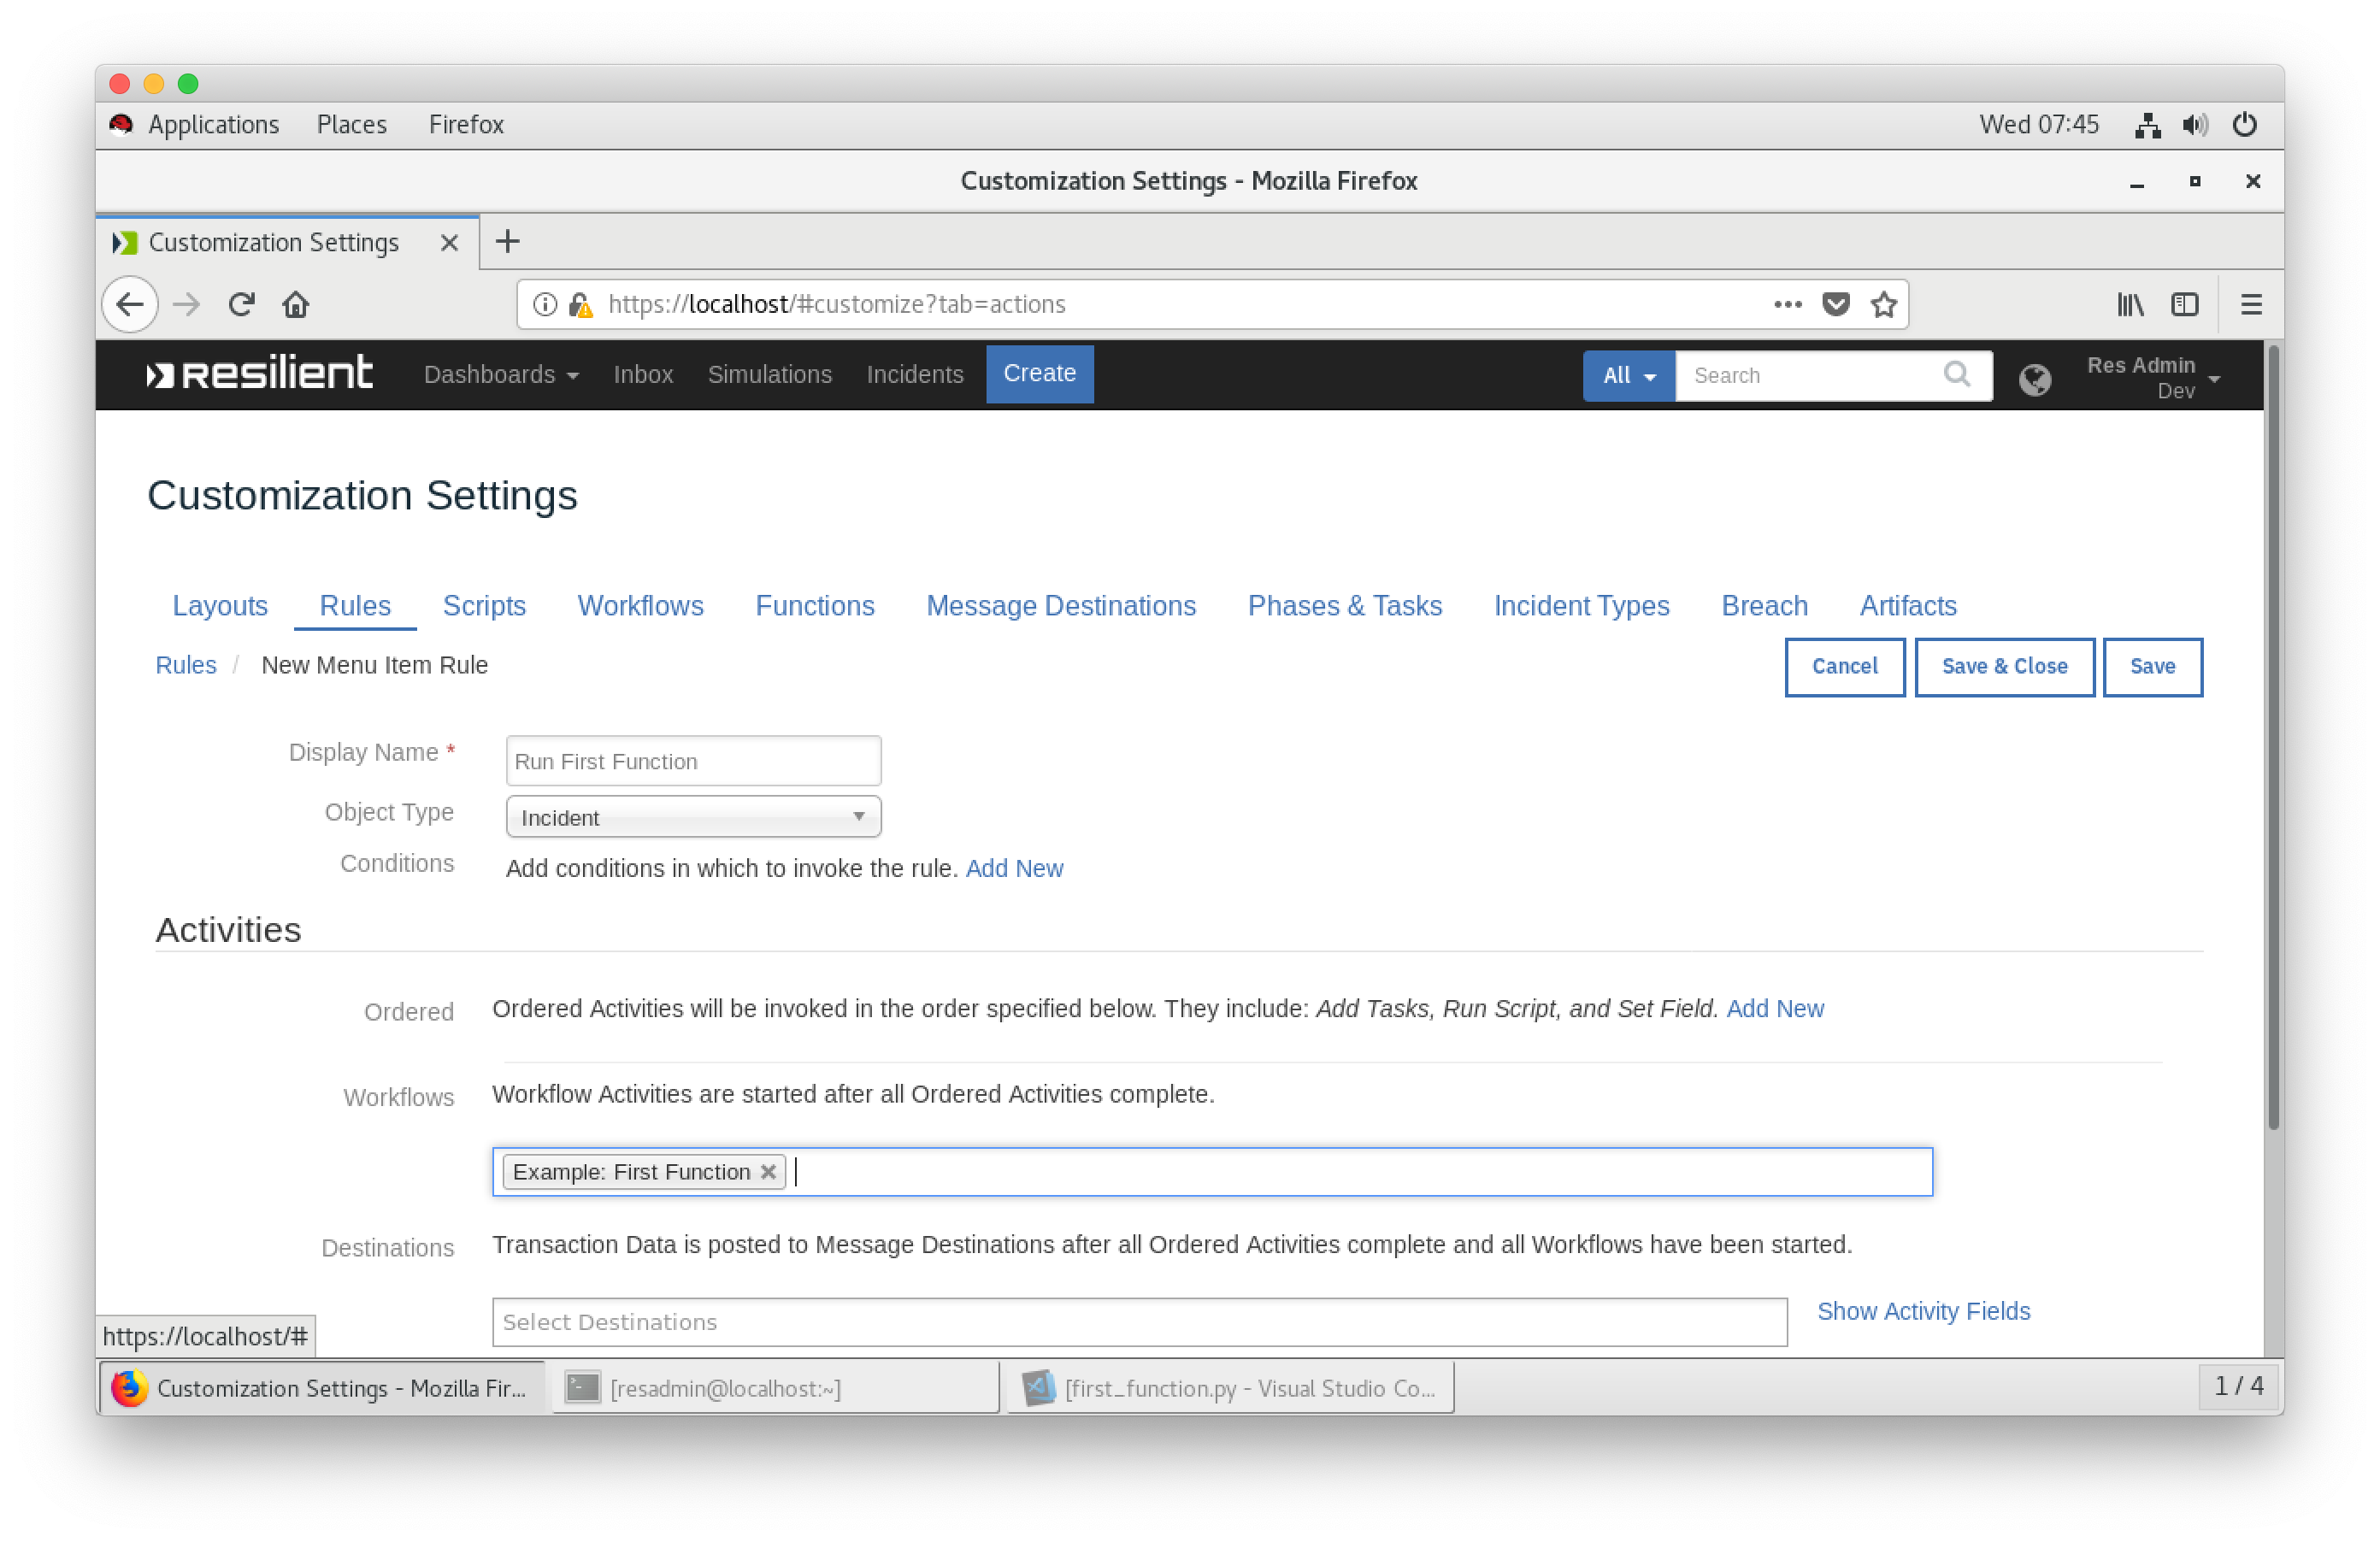 Applications Places Firefox Wed 07:45
Customization Settings - Mozilla Firefox
Customization Settings
https://localhost/#customize?tab=actions
resilient Dashboards Inbox Simulations Incidents Create All Search Res Admin
Dev
Customization Settings
Layouts Rules Scripts Workflows Functions Message Destinations Phases & Tasks Incident Types Breach Artifacts
Rules / New Menu Item Rule Cancel Save & Close Save
Display Name * Run First Function
Object Type Incident
Conditions Add conditions in which to invoke the rule. Add New
Activities
Ordered Ordered Activities will be invoked in the order specified below. They include: Add Tasks, Run Script, and Set Field. Add New
Workflows Workflow Activities are started after all Ordered Activities complete.
Example: First Function
Destinations Transaction Data is posted to Message Destinations after all Ordered Activities complete and all Workflows have been started.
Select Destinations Show Activity Fields
https://localhost/#
Customization Settings - Mozilla Fir... [resadmin@localhost:~] [first_function.py - Visual Studio Co... 1 / 4